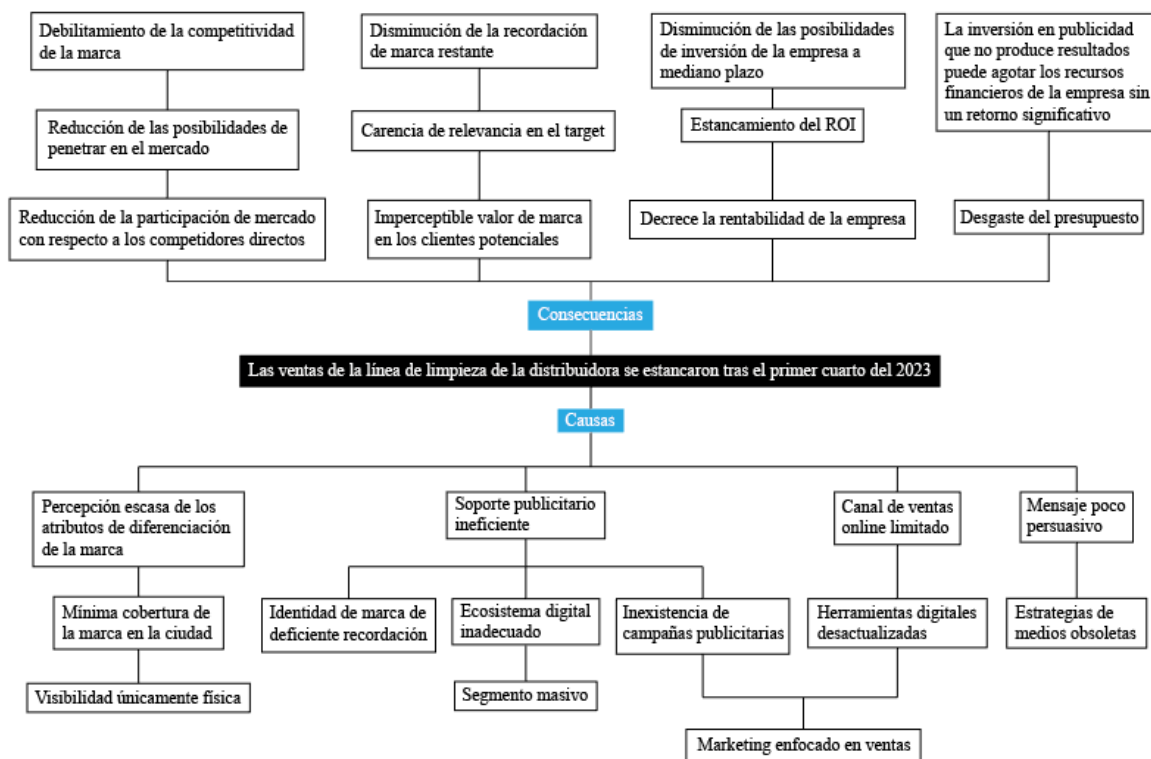 Debilitamiento de la competitividad
de la marca
Disminución de la recordación
de marca restante
Disminución de las posibilidades
de inversión de la empresa a
mediano plazo
La inversión en publicidad
que no produce resultados
puede agotar los recursos
financieros de la empresa sin
un retorno significativo
Reducción de las posibilidades de
penetrar en el mercado
Carencia de relevancia en el target
Estancamiento del ROI
Reducción de la participación de mercado
con respecto a los competidores directos
Imperceptible valor de marca
en los clientes potenciales
Decrece la rentabilidad de la empresa
Desgaste del presupuesto
Consecuencias
Las ventas de la línea de limpieza de la distribuidora se estancaron tras el primer cuarto del 2023
Causas
Percepción escasa de los
atributos de diferenciación
de la marca
Soporte publicitario
ineficiente
Canal de ventas
online limitado
Mensaje poco
persuasivo
Mínima cobertura de
la marca en la ciudad
Identidad de marca de
deficiente recordación
Ecosistema digital
inadecuado
Inexistencia de
campañas publicitarias
Herramientas digitales
desactualizadas
Estrategias de
medios obsoletas
Visibilidad únicamente física
Segmento masivo
Marketing enfocado en ventas